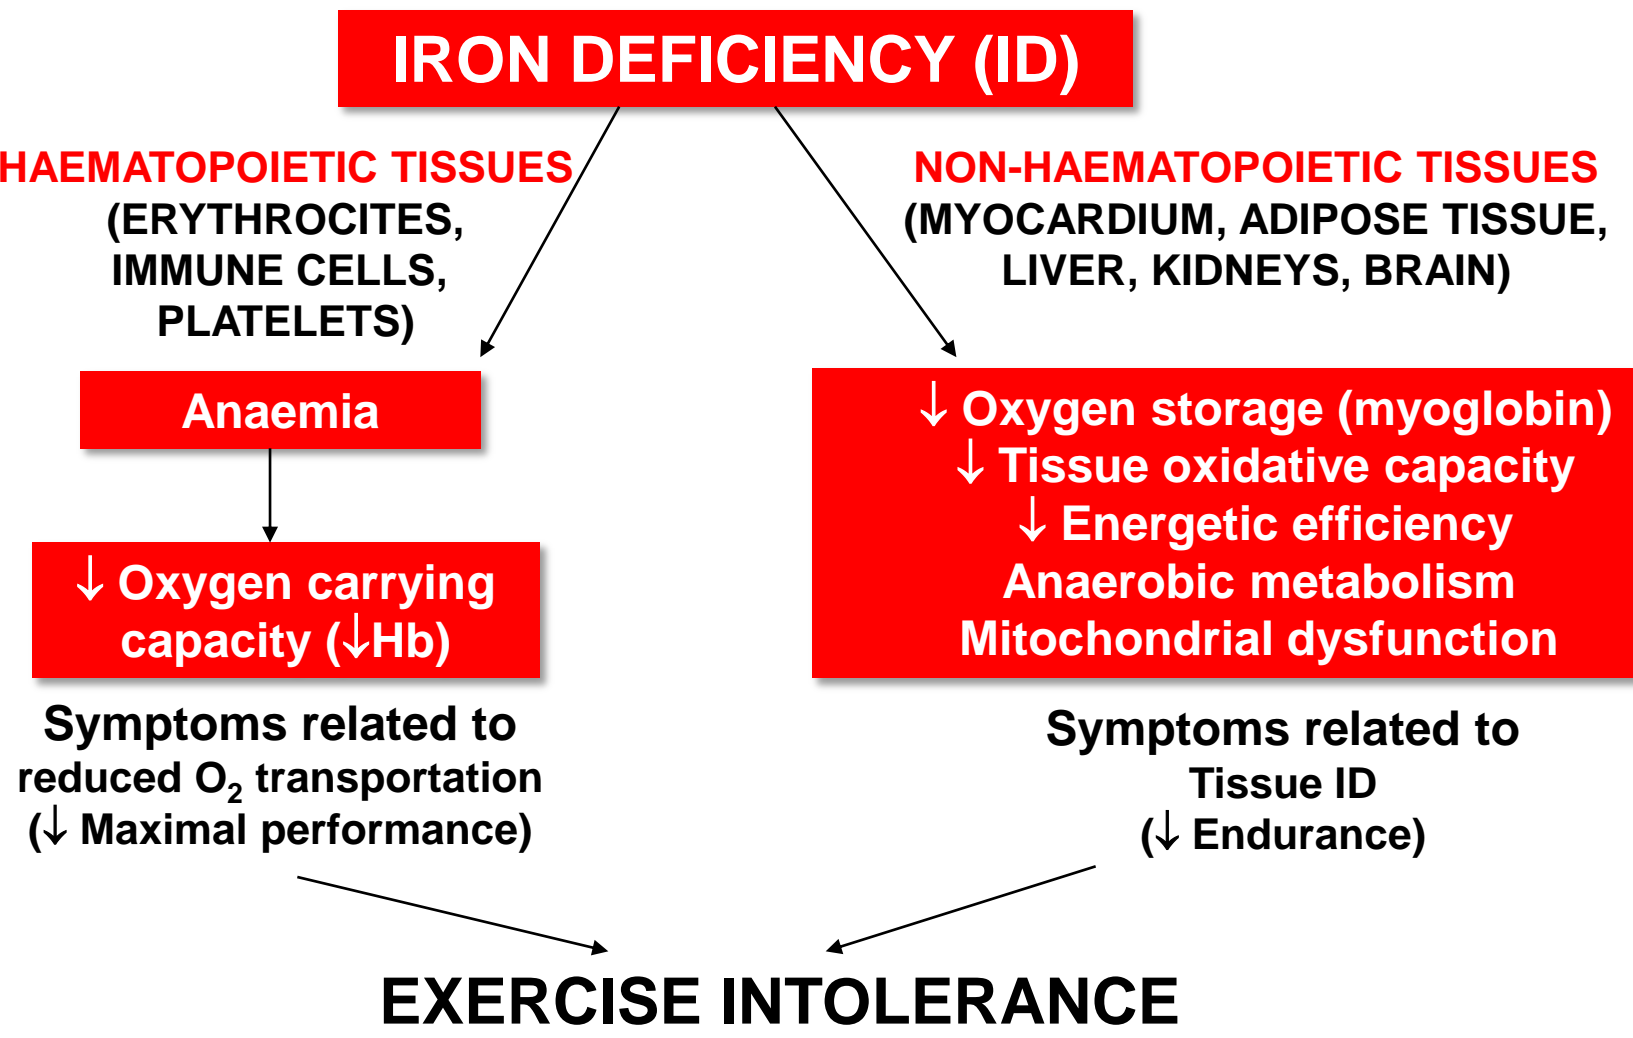 IRON DEFICIENCY (ID)
HAEMATOPOIETIC TISSUES
(ERYTHROCITES,
IMMUNE CELLS,
PLATELETS)
NON-HAEMATOPOIETIC TISSUES
(MYOCARDIUM, ADIPOSE TISSUE,
LIVER, KIDNEYS, BRAIN)
Anaemia
↓ Oxygen carrying
capacity (↓Hb)
↓ Oxygen storage (myoglobin)
↓ Tissue oxidative capacity
↓ Energetic efficiency
Anaerobic metabolism
Mitochondrial dysfunction
Symptoms related to
reduced O₂ transportation
(↓ Maximal performance)
Symptoms related to
Tissue ID
(↓ Endurance)
EXERCISE INTOLERANCE